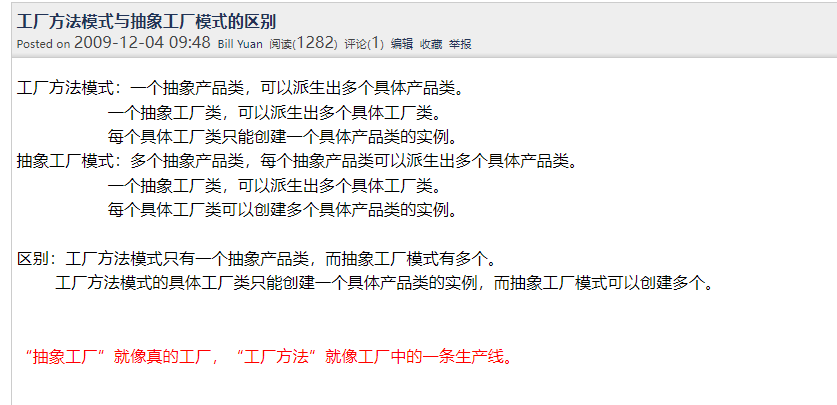 工厂方法模式与抽象工厂模式的区别
Posted on 2009-12-04 09:48 Bill Yuan 阅读(1282) 评论(1) 编辑 收藏 举报
工厂方法模式：一个抽象产品类，可以派生出多个具体产品类。
一个抽象工厂类，可以派生出多个具体工厂类。
每个具体工厂类只能创建一个具体产品类的实例。
抽象工厂模式：多个抽象产品类，每个抽象产品类可以派生出多个具体产品类。
一个抽象工厂类，可以派生出多个具体工厂类。
每个具体工厂类可以创建多个具体产品类的实例。
区别：工厂方法模式只有一个抽象产品类，而抽象工厂模式有多个。
工厂方法模式的具体工厂类只能创建一个具体产品类的实例，而抽象工厂模式可以创建多个。
“抽象工厂”就像真的工厂，“工厂方法”就像工厂中的一条生产线。